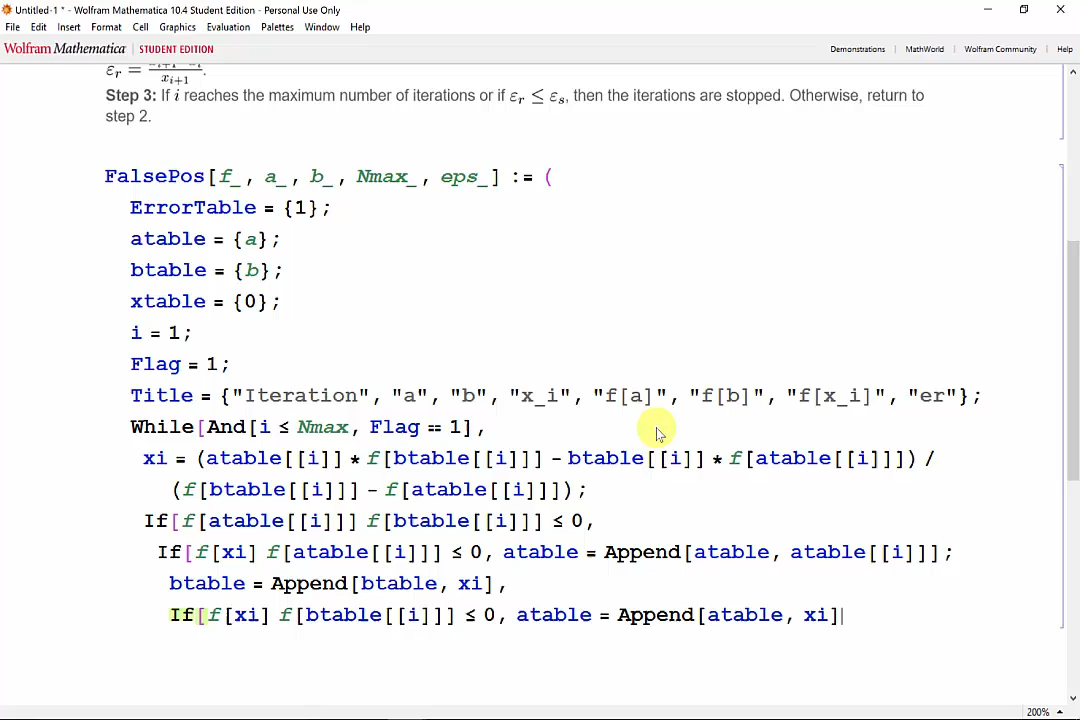 Untitled-1 * - Wolfram Mathematica 10.4 Student Edition - Personal Use Only
File Edit Insert Format Cell Graphics Evaluation Palettes Window Help
Wolfram Mathematica | STUDENT EDITION Demonstrations MathWorld Wolfram Community Help
εr = xi+1 .
Step 3: If i reaches the maximum number of iterations or if εr ≤ εs, then the iterations are stopped. Otherwise, return to
step 2.
FalsePos[f_, a_, b_, Nmax_, eps_] := (
ErrorTable = {1};
atable = {a};
btable = {b};
xtable = {0};
i = 1;
Flag = 1;
Title = {"Iteration", "a", "b", "x_i", "f[a]", "f[b]", "f[x_i]", "er"};
While[And[i ≤ Nmax, Flag == 1],
xi = (atable[[i]] * f[btable[[i]]] - btable[[i]] * f[atable[[i]]]) /
(f[btable[[i]]] - f[atable[[i]]]);
If[f[atable[[i]]] f[btable[[i]]] ≤ 0,
If[f[xi] f[atable[[i]]] ≤ 0, atable = Append[atable, atable[[i]]];
btable = Append[btable, xi],
If[f[xi] f[btable[[i]]] ≤ 0, atable = Append[atable, xi]
200%